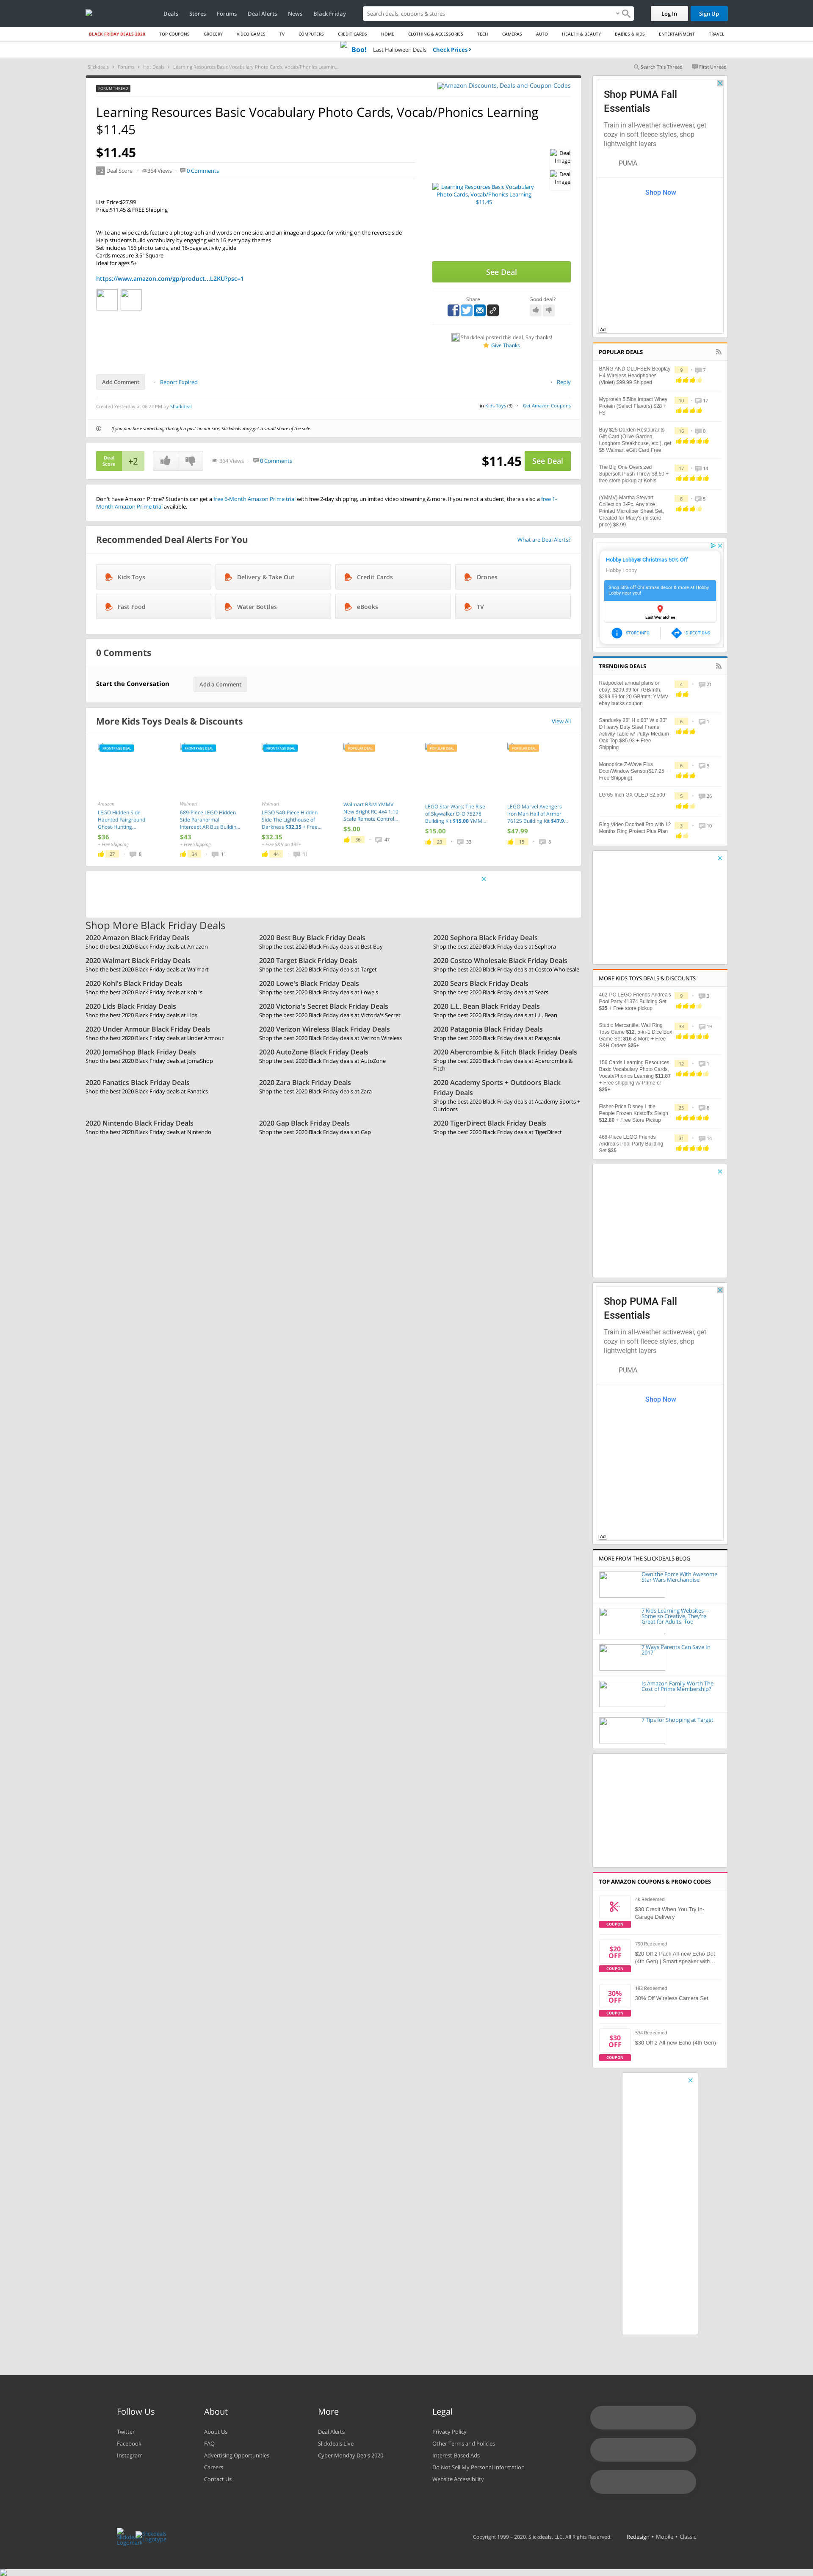 Deals
Stores
Forums
Deal Alerts
News
Black Friday
Search deals, coupons & stores
Log In
Sign Up
BLACK FRIDAY DEALS 2020
TOP COUPONS
GROCERY
VIDEO GAMES
TV
COMPUTERS
CREDIT CARDS
HOME
CLOTHING & ACCESSORIES
TECH
CAMERAS
AUTO
HEALTH & BEAUTY
BABIES & KIDS
ENTERTAINMENT
TRAVEL
Boo! Last Halloween Deals Check Prices ›
Slickdeals › Forums › Hot Deals › Learning Resources Basic Vocabulary Photo Cards, Vocab/Phonics Learnin...
Search This Thread
First Unread
FORUM THREAD
Amazon Discounts, Deals and Coupon Codes
Learning Resources Basic Vocabulary Photo Cards, Vocab/Phonics Learning
$11.45
$11.45
+2 Deal Score
364 Views
0 Comments
Deal Image
Deal Image
Learning Resources Basic Vocabulary
Photo Cards, Vocab/Phonics Learning
$11.45
List Price:$27.99
Price:$11.45 & FREE Shipping
Write and wipe cards feature a photograph and words on one side, and an image and space for writing on the reverse side
Help students build vocabulary by engaging with 16 everyday themes
Set includes 156 photo cards, and 16-page activity guide
Cards measure 3.5" Square
Ideal for ages 5+
https://www.amazon.com/gp/product...L2KU?psc=1
See Deal
Share
Good deal?
Sharkdeal posted this deal. Say thanks!
Give Thanks
Add Comment
Report Expired
Reply
Created Yesterday at 06:22 PM by Sharkdeal
in Kids Toys (3)
Get Amazon Coupons
If you purchase something through a post on our site, Slickdeals may get a small share of the sale.
Deal
Score
+2
364 Views
0 Comments
$11.45
See Deal
Don't have Amazon Prime? Students can get a free 6-Month Amazon Prime trial with free 2-day shipping, unlimited video streaming & more. If you're not a student, there's also a free 1-
Month Amazon Prime trial available.
Recommended Deal Alerts For You
What are Deal Alerts?
Kids Toys
Delivery & Take Out
Credit Cards
Drones
Fast Food
Water Bottles
eBooks
TV
0 Comments
Start the Conversation
Add a Comment
More Kids Toys Deals & Discounts
View All
FRONTPAGE DEAL
Amazon
LEGO Hidden Side
Haunted Fairground
Ghost-Hunting...
$36
+ Free Shipping
27
8
FRONTPAGE DEAL
Walmart
689-Piece LEGO Hidden
Side Paranormal
Intercept AR Bus Buildin...
$43
+ Free Shipping
34
11
FRONTPAGE DEAL
Walmart
LEGO 540-Piece Hidden
Side The Lighthouse of
Darkness $32.35 + Free...
$32.35
+ Free S&H on $35+
44
11
POPULAR DEAL
Walmart B&M YMMV
New Bright RC 4x4 1:10
Scale Remote Control...
$5.00
36
47
POPULAR DEAL
LEGO Star Wars: The Rise
of Skywalker D-O 75278
Building Kit $15.00 YMM...
$15.00
23
33
POPULAR DEAL
LEGO Marvel Avengers
Iron Man Hall of Armor
76125 Building Kit $47.9...
$47.99
15
8
Shop More Black Friday Deals
2020 Amazon Black Friday Deals
Shop the best 2020 Black Friday deals at Amazon
2020 Best Buy Black Friday Deals
Shop the best 2020 Black Friday deals at Best Buy
2020 Sephora Black Friday Deals
Shop the best 2020 Black Friday deals at Sephora
2020 Walmart Black Friday Deals
Shop the best 2020 Black Friday deals at Walmart
2020 Target Black Friday Deals
Shop the best 2020 Black Friday deals at Target
2020 Costco Wholesale Black Friday Deals
Shop the best 2020 Black Friday deals at Costco Wholesale
2020 Kohl's Black Friday Deals
Shop the best 2020 Black Friday deals at Kohl's
2020 Lowe's Black Friday Deals
Shop the best 2020 Black Friday deals at Lowe's
2020 Sears Black Friday Deals
Shop the best 2020 Black Friday deals at Sears
2020 Lids Black Friday Deals
Shop the best 2020 Black Friday deals at Lids
2020 Victoria's Secret Black Friday Deals
Shop the best 2020 Black Friday deals at Victoria's Secret
2020 L.L. Bean Black Friday Deals
Shop the best 2020 Black Friday deals at L.L. Bean
2020 Under Armour Black Friday Deals
Shop the best 2020 Black Friday deals at Under Armour
2020 Verizon Wireless Black Friday Deals
Shop the best 2020 Black Friday deals at Verizon Wireless
2020 Patagonia Black Friday Deals
Shop the best 2020 Black Friday deals at Patagonia
2020 JomaShop Black Friday Deals
Shop the best 2020 Black Friday deals at JomaShop
2020 AutoZone Black Friday Deals
Shop the best 2020 Black Friday deals at AutoZone
2020 Abercrombie & Fitch Black Friday Deals
Shop the best 2020 Black Friday deals at Abercrombie &
Fitch
2020 Fanatics Black Friday Deals
Shop the best 2020 Black Friday deals at Fanatics
2020 Zara Black Friday Deals
Shop the best 2020 Black Friday deals at Zara
2020 Academy Sports + Outdoors Black
Friday Deals
Shop the best 2020 Black Friday deals at Academy Sports +
Outdoors
2020 Nintendo Black Friday Deals
Shop the best 2020 Black Friday deals at Nintendo
2020 Gap Black Friday Deals
Shop the best 2020 Black Friday deals at Gap
2020 TigerDirect Black Friday Deals
Shop the best 2020 Black Friday deals at TigerDirect
Shop PUMA Fall
Essentials
Train in all-weather activewear, get
cozy in soft fleece styles, shop
lightweight layers
PUMA
Shop Now
Ad
POPULAR DEALS
BANG AND OLUFSEN Beoplay
H4 Wireless Headphones
(Violet) $99.99 Shipped
9
7
Myprotein 5.5lbs Impact Whey
Protein (Select Flavors) $28 +
FS
10
17
Buy $25 Darden Restaurants
Gift Card (Olive Garden,
Longhorn Steakhouse, etc.), get
$5 Walmart eGift Card Free
16
0
The Big One Oversized
Supersoft Plush Throw $8.50 +
free store pickup at Kohls
17
14
(YMMV) Martha Stewart
Collection 3-Pc. Any size ,
Printed Microfiber Sheet Set,
Created for Macy's (in store
price) $9.99
8
5
Hobby Lobby® Christmas 50% Off
Hobby Lobby
Shop 50% off Christmas decor & more at Hobby
Lobby near you!
East Wenatchee
STORE INFO
DIRECTIONS
TRENDING DEALS
Redpocket annual plans on
ebay; $209.99 for 7GB/mth,
$299.99 for 20 GB/mth; YMMV
ebay bucks coupon
4
21
Sandusky 36" H x 60" W x 30"
D Heavy Duty Steel Frame
Activity Table w/ Putty/ Medium
Oak Top $85.93 + Free
Shipping
6
1
Monoprice Z-Wave Plus
Door/Window Sensor($17.25 +
Free Shipping)
6
9
LG 65-Inch GX OLED $2,500
5
26
Ring Video Doorbell Pro with 12
Months Ring Protect Plus Plan
3
10
MORE KIDS TOYS DEALS & DISCOUNTS
462-PC LEGO Friends Andrea's
Pool Party 41374 Building Set
$35 + Free store pickup
9
3
Studio Mercantile: Wall Ring
Toss Game $12, 5-in-1 Dice Box
Game Set $16 & More + Free
S&H Orders $25+
33
19
156 Cards Learning Resources
Basic Vocabulary Photo Cards,
Vocab/Phonics Learning $11.87
+ Free shipping w/ Prime or
$25+
12
1
Fisher-Price Disney Little
People Frozen Kristoff's Sleigh
$12.80 + Free Store Pickup
25
8
468-Piece LEGO Friends
Andrea's Pool Party Building
Set $35
31
14
Shop PUMA Fall
Essentials
Train in all-weather activewear, get
cozy in soft fleece styles, shop
lightweight layers
PUMA
Shop Now
Ad
MORE FROM THE SLICKDEALS BLOG
Own the Force With Awesome
Star Wars Merchandise
7 Kids Learning Websites –
Some so Creative, They're
Great for Adults, Too
7 Ways Parents Can Save in
2017
Is Amazon Family Worth The
Cost of Prime Membership?
7 Tips for Shopping at Target
TOP AMAZON COUPONS & PROMO CODES
COUPON
4k Redeemed
$30 Credit When You Try In-
Garage Delivery
$20
OFF
COUPON
790 Redeemed
$20 Off 2 Pack All-new Echo Dot
(4th Gen) | Smart speaker with...
30%
OFF
COUPON
183 Redeemed
30% Off Wireless Camera Set
$30
OFF
COUPON
534 Redeemed
$30 Off 2 All-new Echo (4th Gen)
Follow Us
Twitter
Facebook
Instagram
About
About Us
FAQ
Advertising Opportunities
Careers
Contact Us
More
Deal Alerts
Slickdeals Live
Cyber Monday Deals 2020
Legal
Privacy Policy
Other Terms and Policies
Interest-Based Ads
Do Not Sell My Personal Information
Website Accessibility
Slickdeals
Logomark
Slickdeals
Logotype
Copyright 1999 - 2020. Slickdeals, LLC. All Rights Reserved.
Redesign • Mobile • Classic